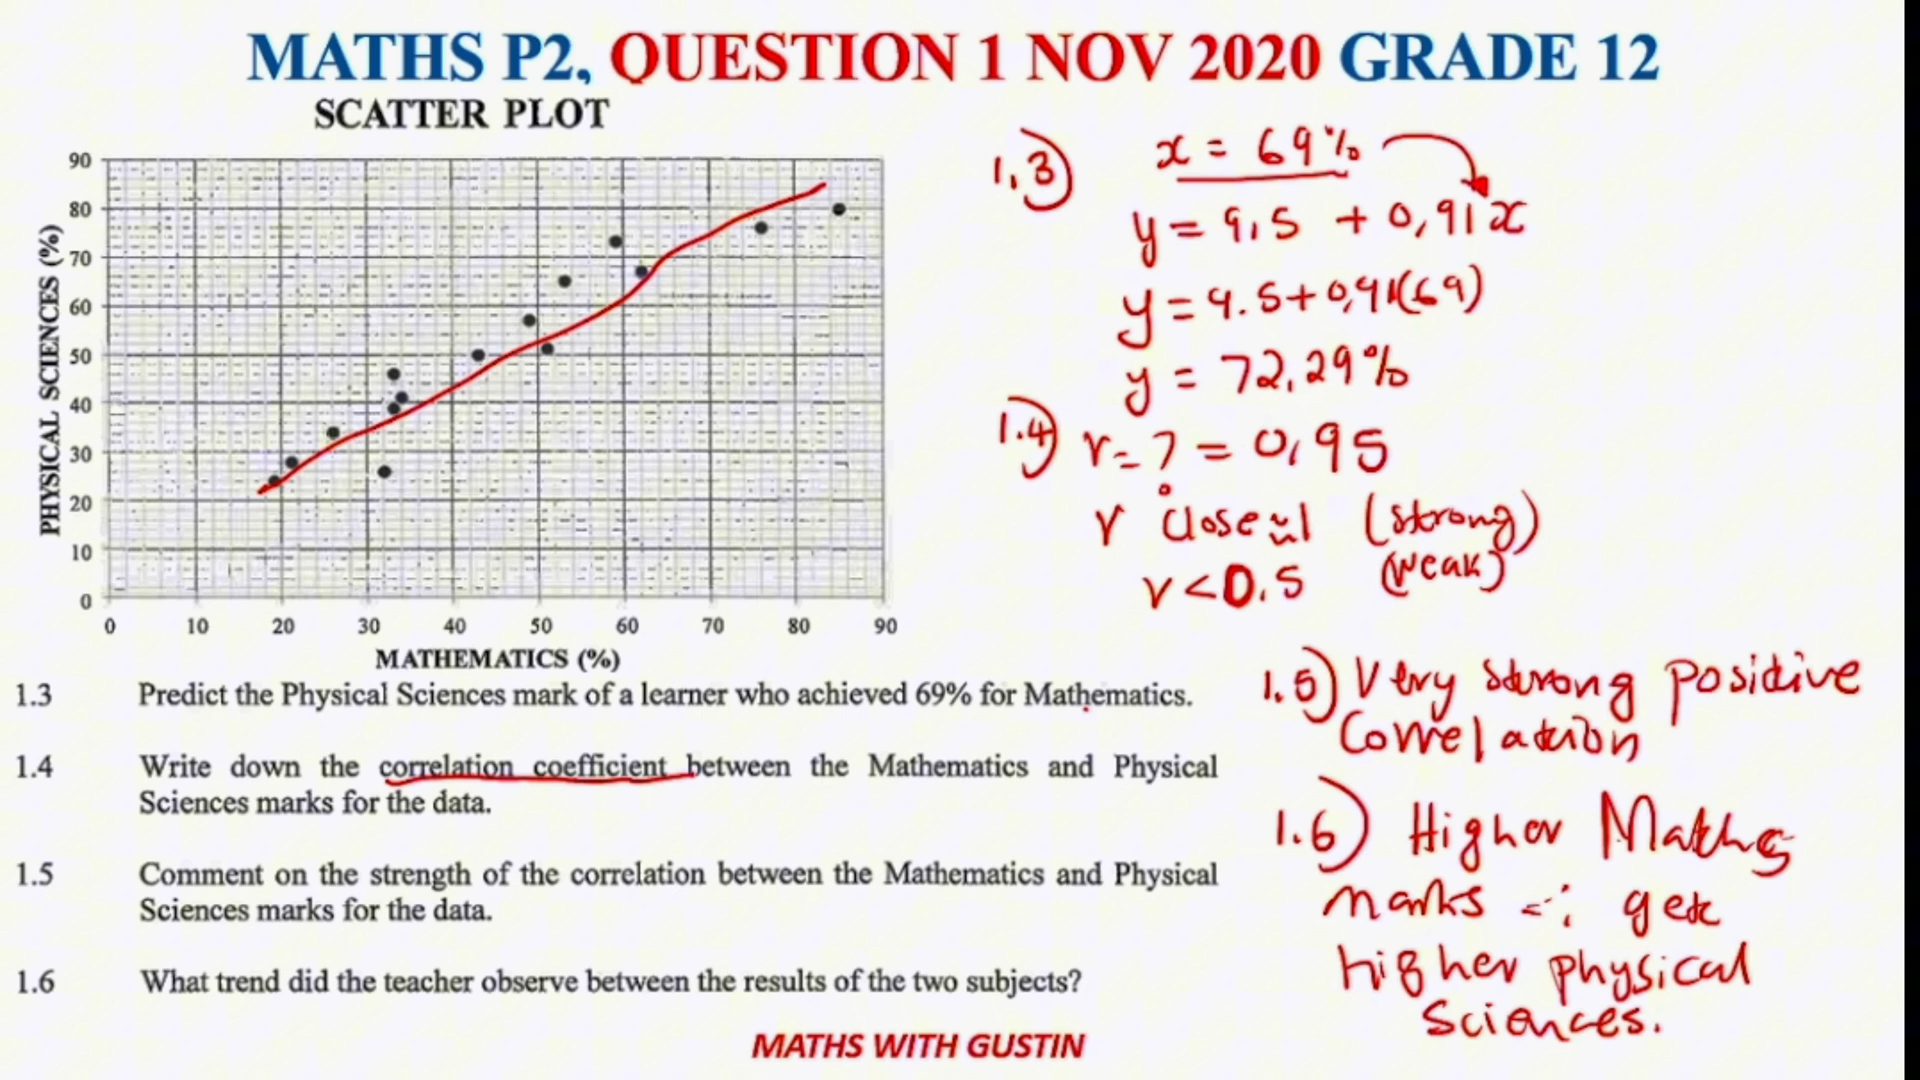 MATHS P2, QUESTION 1 NOV 2020 GRADE 12
SCATTER PLOT
PHYSICAL SCIENCES (%)
90
80
70
60
50
40
30
20
10
0
0 10 20 30 40 50 60 70 80 90
MATHEMATICS (%)
1.3 Predict the Physical Sciences mark of a learner who achieved 69% for Mathematics.
1.4 Write down the correlation coefficient between the Mathematics and Physical
Sciences marks for the data.
1.5 Comment on the strength of the correlation between the Mathematics and Physical
Sciences marks for the data.
1.6 What trend did the teacher observe between the results of the two subjects?
1,3) x = 69%
y = 9,5 + 0,91x
y = 9.5+0,91(69)
y = 72,29%
1.4) r = ? = 0,95
r close ≈ 1 (strong)
r < 0,5 (weak)
1.5) Very strong positive
Correlation
1.6) Higher Maths
marks ∴ get
higher physical
Sciences.
MATHS WITH GUSTIN